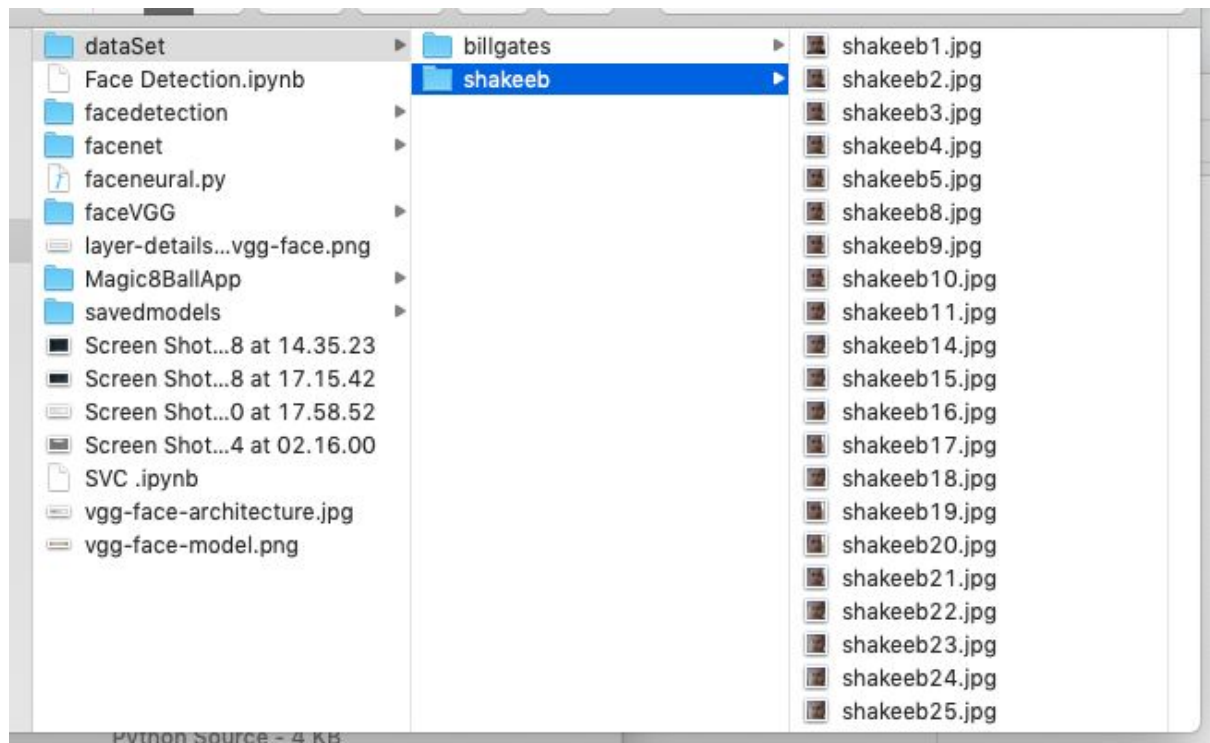 dataSet
Face Detection.ipynb
facedetection
facenet
faceneural.py
faceVGG
layer-details...vgg-face.png
Magic8BallApp
savedmodels
Screen Shot...8 at 14.35.23
Screen Shot...8 at 17.15.42
Screen Shot...0 at 17.58.52
Screen Shot...4 at 02.16.00
SVC .ipynb
vgg-face-architecture.jpg
vgg-face-model.png
billgates
shakeeb
shakeeb1.jpg
shakeeb2.jpg
shakeeb3.jpg
shakeeb4.jpg
shakeeb5.jpg
shakeeb8.jpg
shakeeb9.jpg
shakeeb10.jpg
shakeeb11.jpg
shakeeb14.jpg
shakeeb15.jpg
shakeeb16.jpg
shakeeb17.jpg
shakeeb18.jpg
shakeeb19.jpg
shakeeb20.jpg
shakeeb21.jpg
shakeeb22.jpg
shakeeb23.jpg
shakeeb24.jpg
shakeeb25.jpg
Python Source - 4 KB